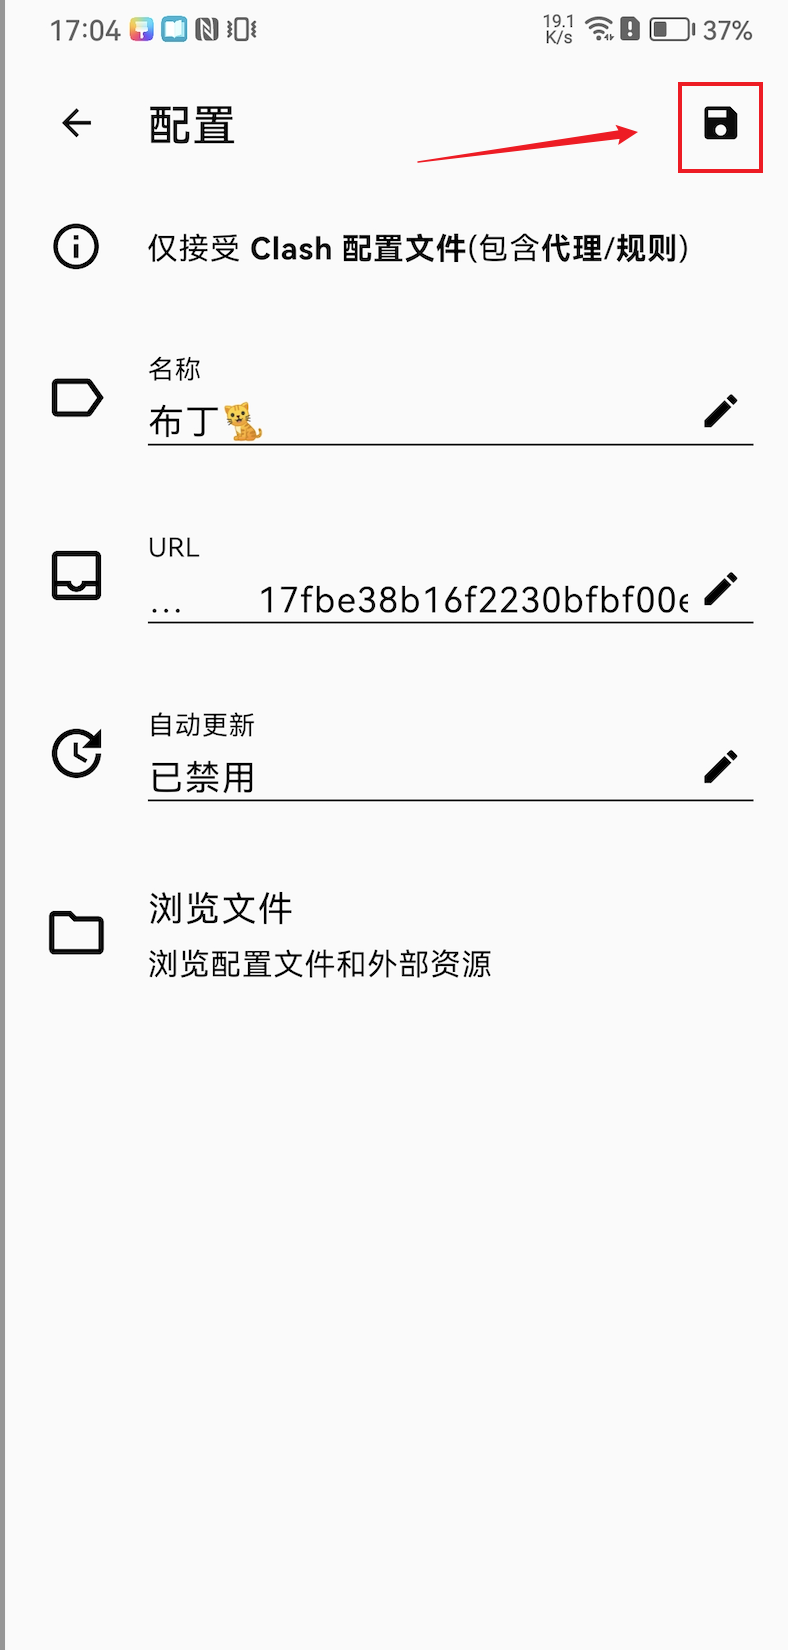 17:04
19.1
K/s
37%
配置
仅接受 Clash 配置文件(包含代理/规则)
名称
布丁🐈
URL
... 17fbe38b16f2230bfbf00e
自动更新
已禁用
浏览文件
浏览配置文件和外部资源